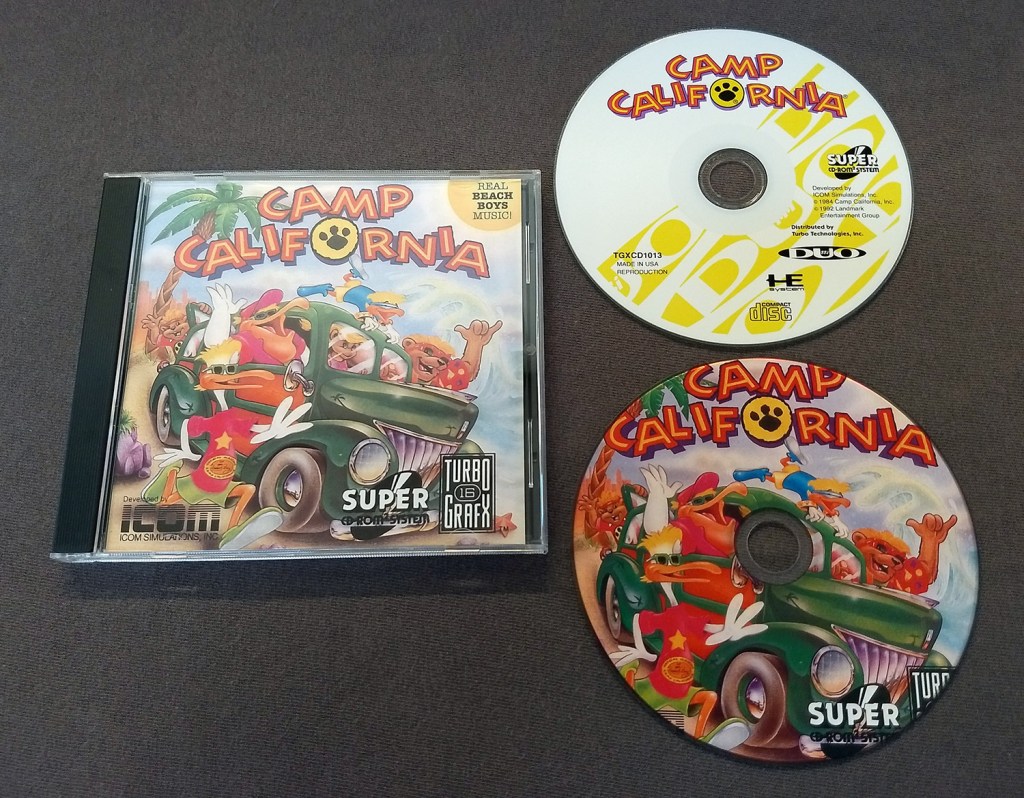 CAMP
CALIFORNIA
REAL
BEACH
BOYS
MUSIC!
Developed by
ICOM
ICOM SIMULATIONS, INC.
SUPER
CD-ROM² SYSTEM
TURBO
16
GRAFX
CAMP
CALIFORNIA®
SUPER
CD-ROM² SYSTEM
Developed by
ICOM Simulations, Inc.
© 1994 Camp California, Inc.
© 1992 Landmark
Entertainment Group
Distributed by
Turbo Technologies, Inc.
DUO
TGXCD1013
MADE IN USA
REPRODUCTION
HE
system
COMPACT
disc
CAMP
CALIFORNIA
SUPER
CD-ROM² SYSTE
TURB